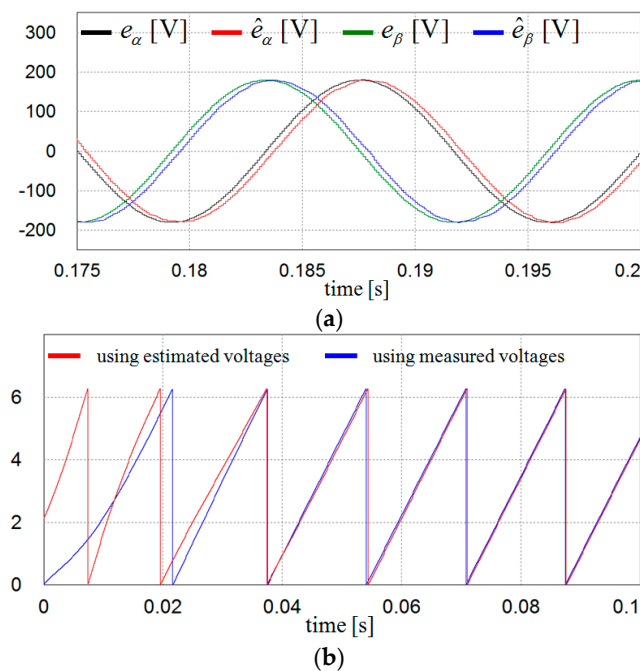 300
e_α [V] ê_α [V] e_β [V] ê_β [V]
200
100
0
-100
-200
0.175 0.18 0.185 0.19 0.195 0.2
time [s]
(a)
using estimated voltages using measured voltages
6
4
2
0
0 0.02 0.04 0.06 0.08 0.1
time [s]
(b)